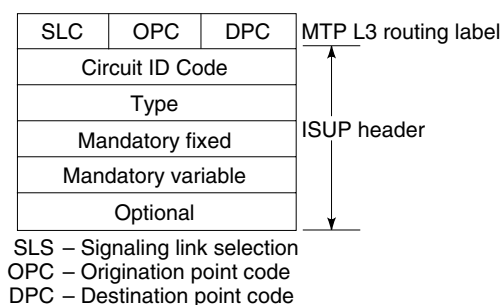 SLC OPC DPC MTP L3 routing label
Circuit ID Code
Type
Mandatory fixed
ISUP header
Mandatory variable
Optional
SLS – Signaling link selection
OPC – Origination point code
DPC – Destination point code